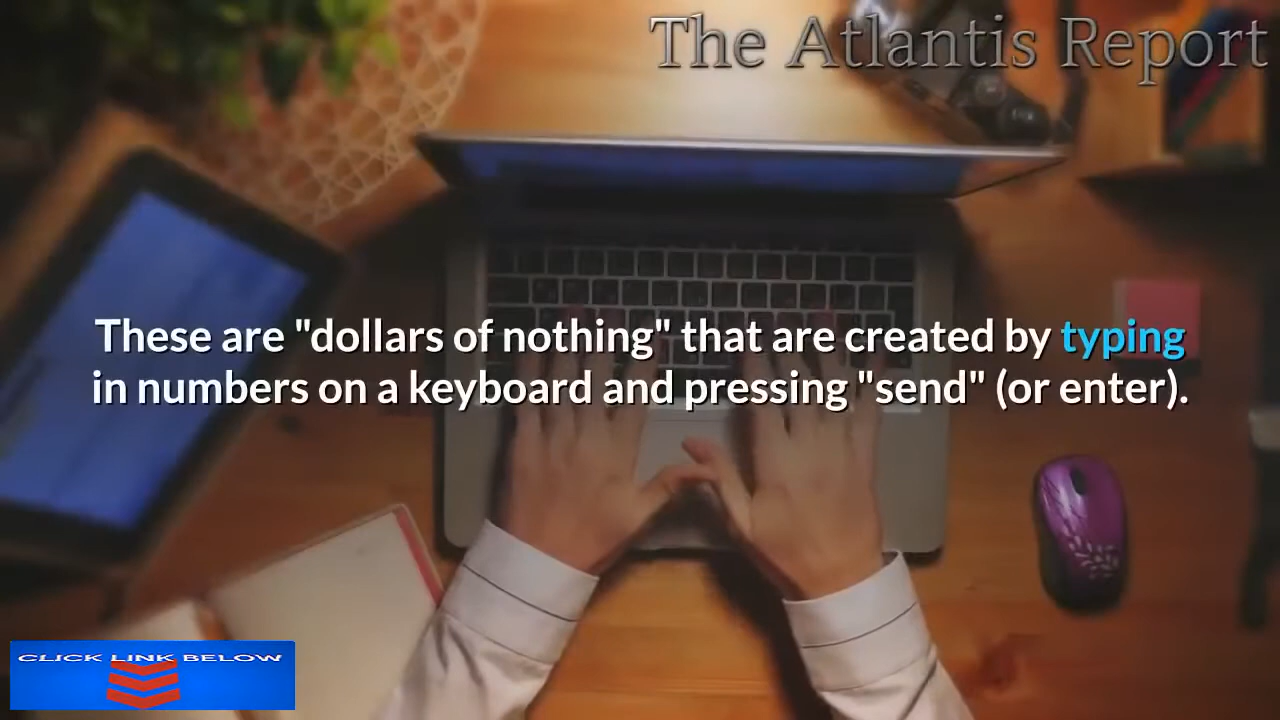 The Atlantis Report
These are "dollars of nothing" that are created by typing
in numbers on a keyboard and pressing "send" (or enter).
CLICK LINK BELOW